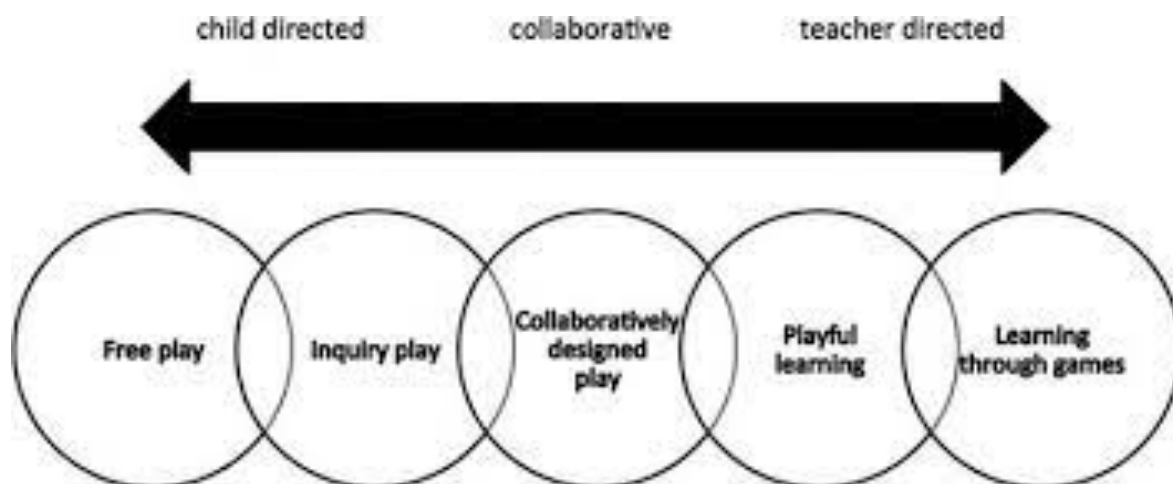 child directed
collaborative
teacher directed
Free play
Inquiry play
Collaboratively
designed
play
Playful
learning
Learning
through games